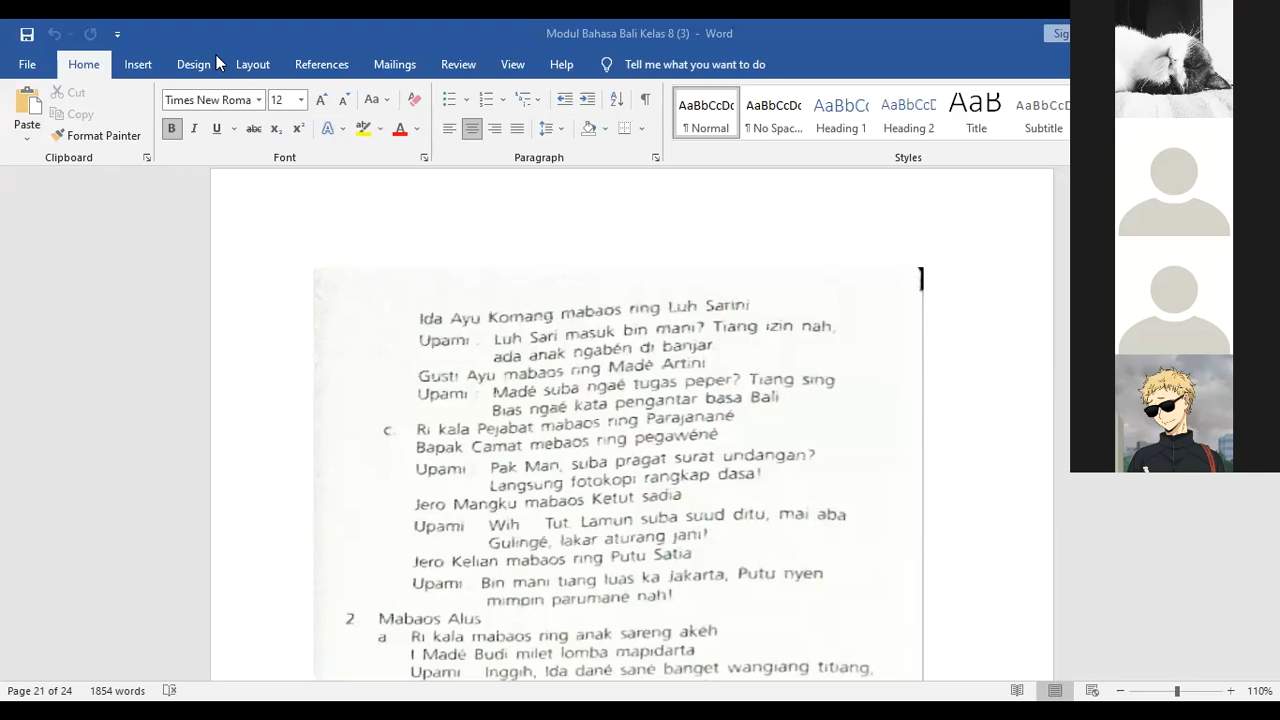 Modul Bahasa Bali Kelas 8 (3) - Word
File Home Insert Design Layout References Mailings Review View Help Tell me what you want to do
Paste Cut
Copy
Format Painter
Clipboard
Times New Roma 12
Font
Paragraph
AaBbCcDc AaBbCcDc AaBbC AaBbCcD AaB AaBbCcD
¶ Normal ¶ No Spac... Heading 1 Heading 2 Title Subtitle
Styles
Ida Ayu Komang mabaos ring Luh Sarini
Upami : Luh Sari masuk bin mani? Tiang izin nah,
ada anak ngabén di banjar.
Gusti Ayu mabaos ring Madé Artini
Upami : Madé suba ngaé tugas peper? Tiang sing
Bias ngaé kata pengantar basa Bali
c. Ri kala Pejabat mabaos ring Parajanané
Bapak Camat mebaos ring pegawéné
Upami Pak Man, suba pragat surat undangan?
Langsung fotokopi rangkap dasa!
Jero Mangku mabaos Ketut sadia
Upami Wih Tut. Lamun suba suud ditu, mai aba
Gulingé, lakar aturang jani!
Jero Kelian mabaos ring Putu Satia
Upami Bin mani tiang luas ka Jakarta, Putu nyen
mimpin parumané nah!
2 Mabaos Alus
a Ri kala mabaos ring anak sareng akéh
I Madé Budi milet lomba mapidarta
Upami Inggih, Ida dané sané banget wangiang titiang,
Page 21 of 24 1854 words 110%